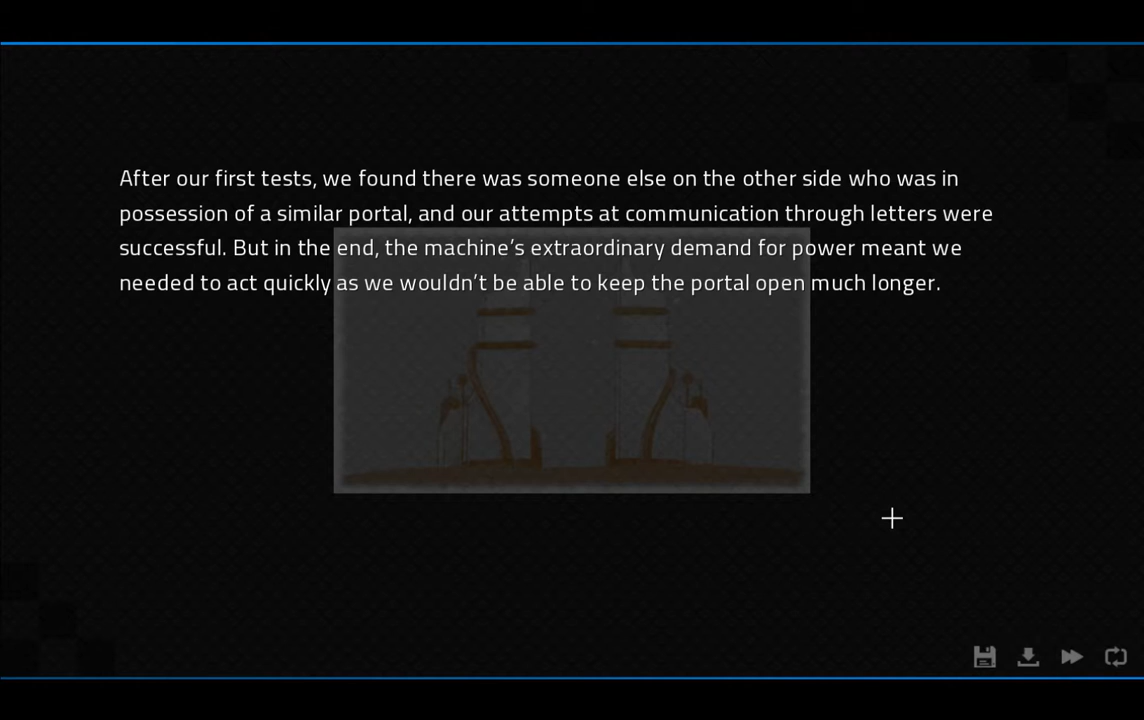 After our first tests, we found there was someone else on the other side who was in
possession of a similar portal, and our attempts at communication through letters were
successful. But in the end, the machine’s extraordinary demand for power meant we
needed to act quickly as we wouldn’t be able to keep the portal open much longer.